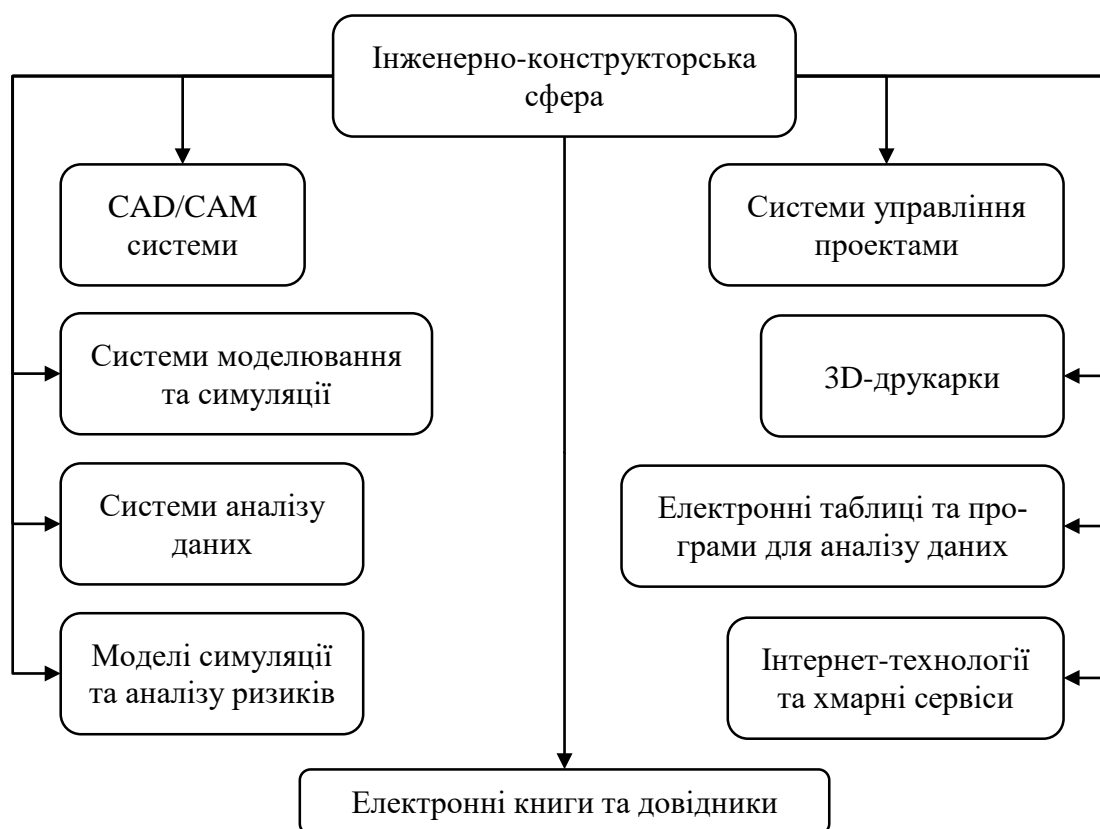 Інженерно-конструкторська
сфера
CAD/CAM
системи
Системи моделювання
та симуляції
Системи аналізу
даних
Моделі симуляції
та аналізу ризиків
Системи управління
проектами
3D-друкарки
Електронні таблиці та про-
грами для аналізу даних
Інтернет-технології
та хмарні сервіси
Електронні книги та довідники